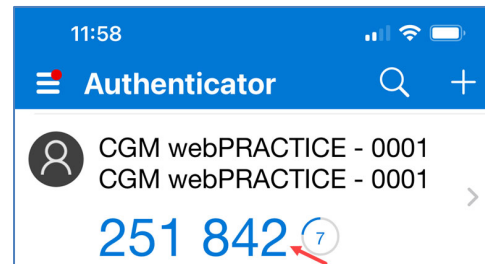 11:58
Authenticator
CGM webPRACTICE - 0001
CGM webPRACTICE - 0001
251 842 7